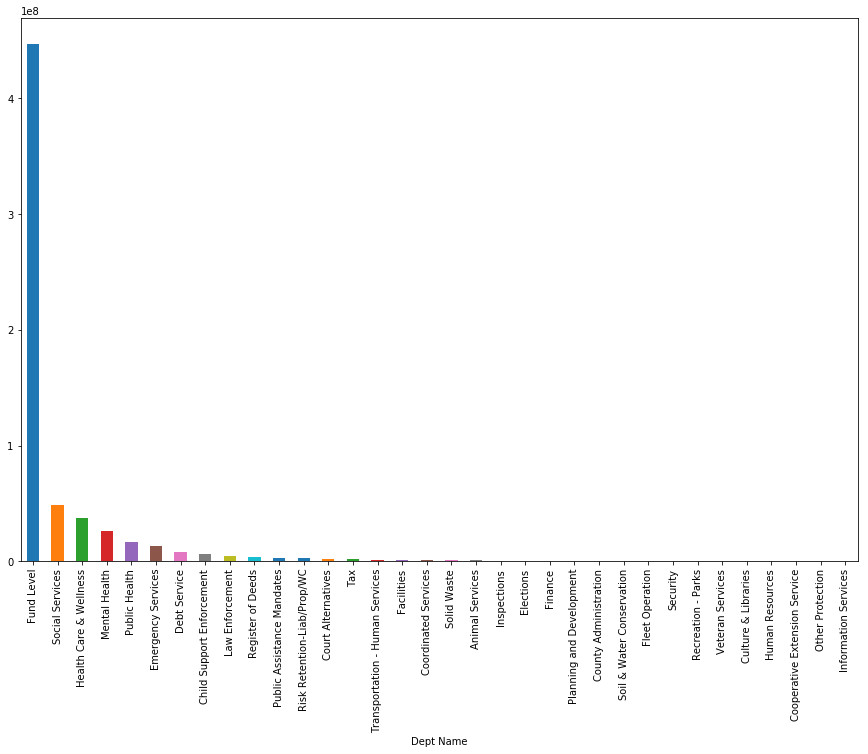 1e8
4
3
2
1
0
Fund Level
Social Services
Health Care & Wellness
Mental Health
Public Health
Emergency Services
Debt Service
Child Support Enforcement
Law Enforcement
Register of Deeds
Public Assistance Mandates
Risk Retention-Liab/Prop/WC
Court Alternatives
Tax
Transportation - Human Services
Facilities
Coordinated Services
Solid Waste
Animal Services
Inspections
Elections
Finance
Planning and Development
County Administration
Soil & Water Conservation
Fleet Operation
Security
Recreation - Parks
Veteran Services
Culture & Libraries
Human Resources
Cooperative Extension Service
Other Protection
Information Services
Dept Name